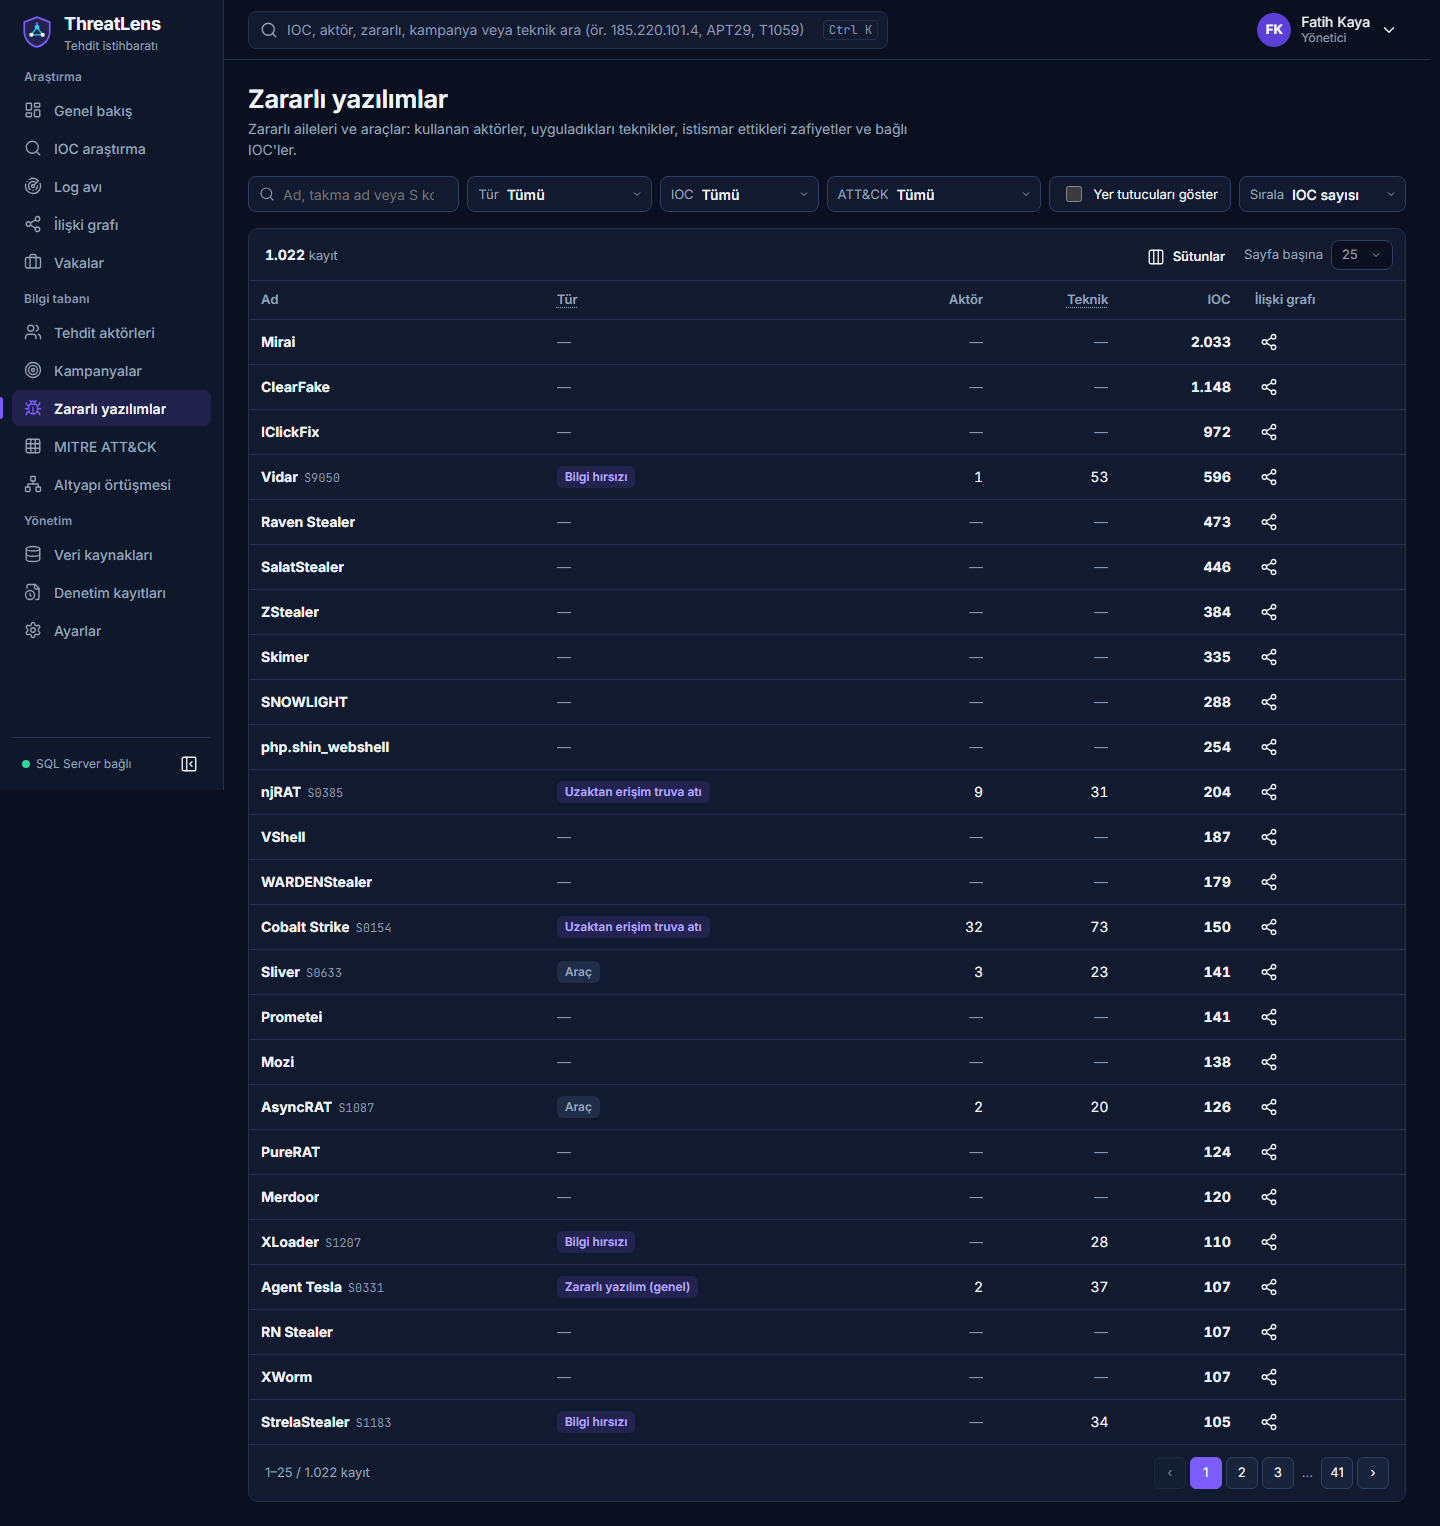 ThreatLens
Tehdit istihbaratı
Araştırma
Genel bakış
IOC araştırma
Log avı
İlişki grafı
Vakalar
Bilgi tabanı
Tehdit aktörleri
Kampanyalar
Zararlı yazılımlar
MITRE ATT&CK
Altyapı örtüşmesi
Yönetim
Veri kaynakları
Denetim kayıtları
Ayarlar
SQL Server bağlı
IOC, aktör, zararlı, kampanya veya teknik ara (ör. 185.220.101.4, APT29, T1059) Ctrl K
FK Fatih Kaya
Yönetici
Zararlı yazılımlar
Zararlı aileleri ve araçlar: kullanan aktörler, uyguladıkları teknikler, istismar ettikleri zafiyetler ve bağlı
IOC'ler.
Ad, takma ad veya S ko Tür Tümü IOC Tümü ATT&CK Tümü Yer tutucuları göster Sırala IOC sayısı
1.022 kayıt Sütunlar Sayfa başına 25
Ad Tür Aktör Teknik IOC İlişki grafı
Mirai — — — 2.033
ClearFake — — — 1.148
IClickFix — — — 972
Vidar S9050 Bilgi hırsızı 1 53 596
Raven Stealer — — — 473
SalatStealer — — — 446
ZStealer — — — 384
Skimer — — — 335
SNOWLIGHT — — — 288
php.shin_webshell — — — 254
njRAT S0385 Uzaktan erişim truva atı 9 31 204
VShell — — — 187
WARDENStealer — — — 179
Cobalt Strike S0154 Uzaktan erişim truva atı 32 73 150
Sliver S0633 Araç 3 23 141
Prometei — — — 141
Mozi — — — 138
AsyncRAT S1087 Araç 2 20 126
PureRAT — — — 124
Merdoor — — — 120
XLoader S1207 Bilgi hırsızı — 28 110
Agent Tesla S0331 Zararlı yazılım (genel) 2 37 107
RN Stealer — — — 107
XWorm — — — 107
StrelaStealer S1183 Bilgi hırsızı — 34 105
1–25 / 1.022 kayıt ‹ 1 2 3 … 41 ›